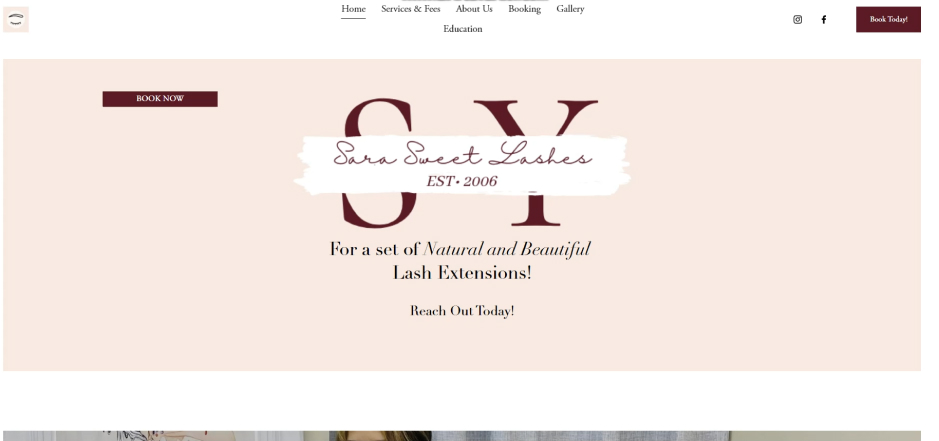 Home Services & Fees About Us Booking Gallery
Education
Book Today!
BOOK NOW
S Y
Sara Sweet Lashes
EST• 2006
For a set of Natural and Beautiful
Lash Extensions!
Reach Out Today!